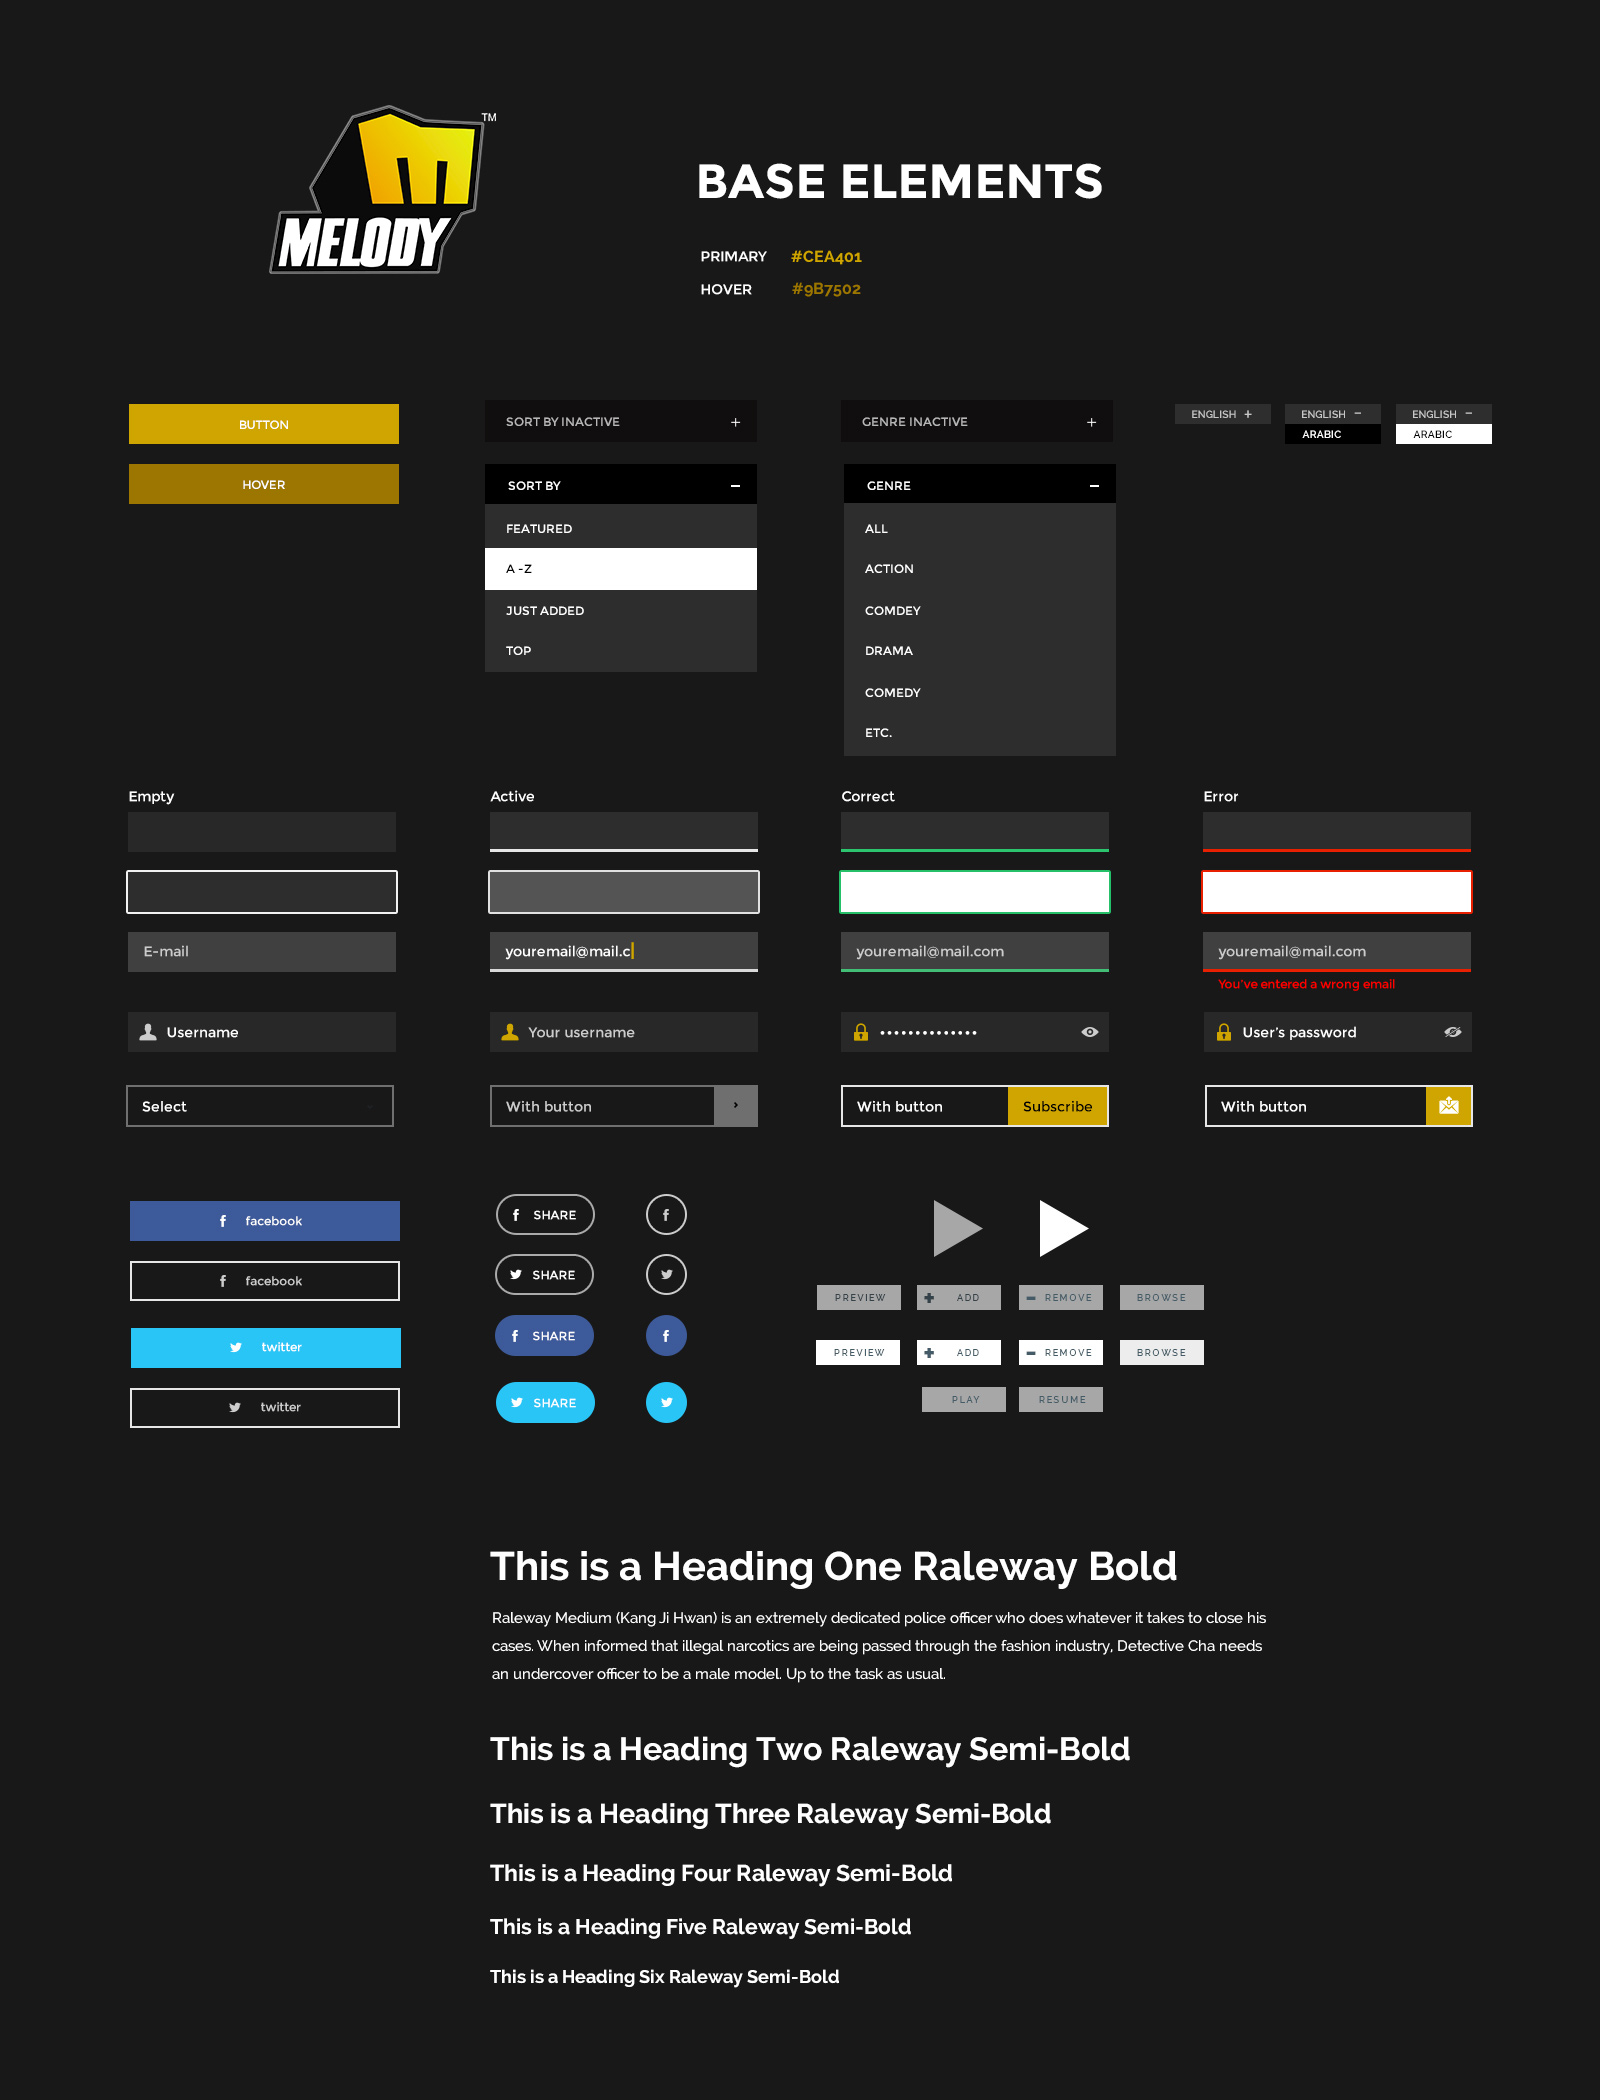 TM
MELODY
BASE ELEMENTS
PRIMARY #CEA401
HOVER #9B7502
BUTTON
HOVER
SORT BY INACTIVE +
SORT BY −
FEATURED
A -Z
JUST ADDED
TOP
GENRE INACTIVE +
GENRE −
ALL
ACTION
COMDEY
DRAMA
COMEDY
ETC.
ENGLISH +
ENGLISH −
ARABIC
ENGLISH −
ARABIC
Empty
E-mail
Username
Select
Active
youremail@mail.c
Your username
With button
Correct
youremail@mail.com
••••••••••••••
With button Subscribe
Error
youremail@mail.com
You've entered a wrong email
User's password
With button
f facebook
f facebook
twitter
twitter
f SHARE
f
SHARE
f SHARE
f
SHARE
PREVIEW
ADD
REMOVE
BROWSE
PREVIEW
ADD
REMOVE
BROWSE
PLAY
RESUME
This is a Heading One Raleway Bold
Raleway Medium (Kang Ji Hwan) is an extremely dedicated police officer who does whatever it takes to close his
cases. When informed that illegal narcotics are being passed through the fashion industry, Detective Cha needs
an undercover officer to be a male model. Up to the task as usual.
This is a Heading Two Raleway Semi-Bold
This is a Heading Three Raleway Semi-Bold
This is a Heading Four Raleway Semi-Bold
This is a Heading Five Raleway Semi-Bold
This is a Heading Six Raleway Semi-Bold